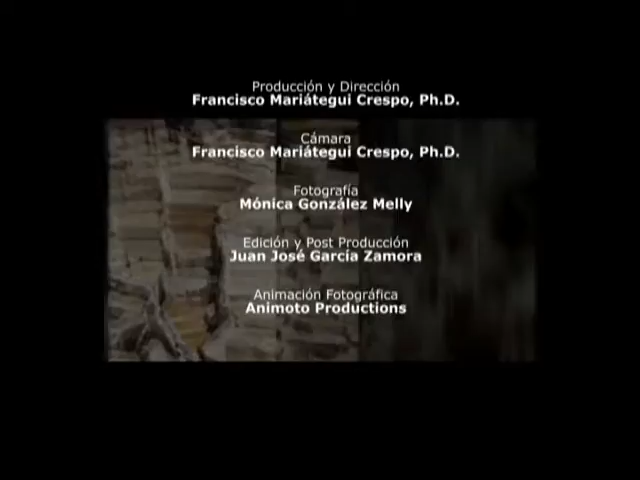 Producción y Dirección
Francisco Mariátegui Crespo, Ph.D.
Cámara
Francisco Mariátegui Crespo, Ph.D.
Fotografía
Mónica González Melly
Edición y Post Producción
Juan José García Zamora
Animación Fotográfica
Animoto Productions